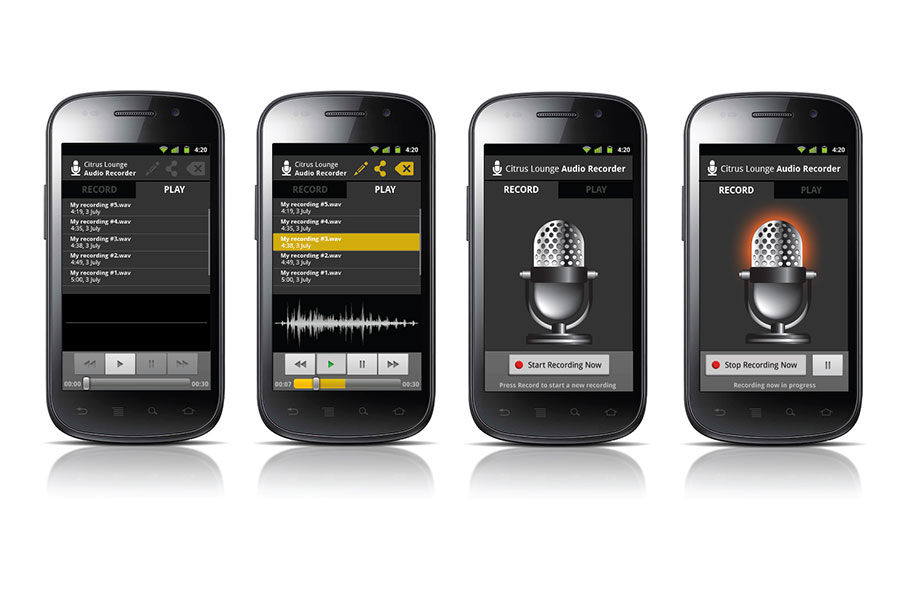 4:20
Citrus Lounge
Audio Recorder
RECORD PLAY
My recording #5.wav
4:19, 3 July
My recording #4.wav
4:35, 3 July
My recording #3.wav
4:38, 3 July
My recording #2.wav
4:49, 3 July
My recording #1.wav
5:00, 3 July
00:00 00:30
4:20
Citrus Lounge
Audio Recorder
RECORD PLAY
My recording #5.wav
4:19, 3 July
My recording #4.wav
4:35, 3 July
My recording #3.wav
4:38, 3 July
My recording #2.wav
4:49, 3 July
My recording #1.wav
5:00, 3 July
00:07 00:30
4:20
Citrus Lounge Audio Recorder
RECORD PLAY
Start Recording Now
Press Record to start a new recording
4:20
Citrus Lounge Audio Recorder
RECORD PLAY
Stop Recording Now
Recording now in progress